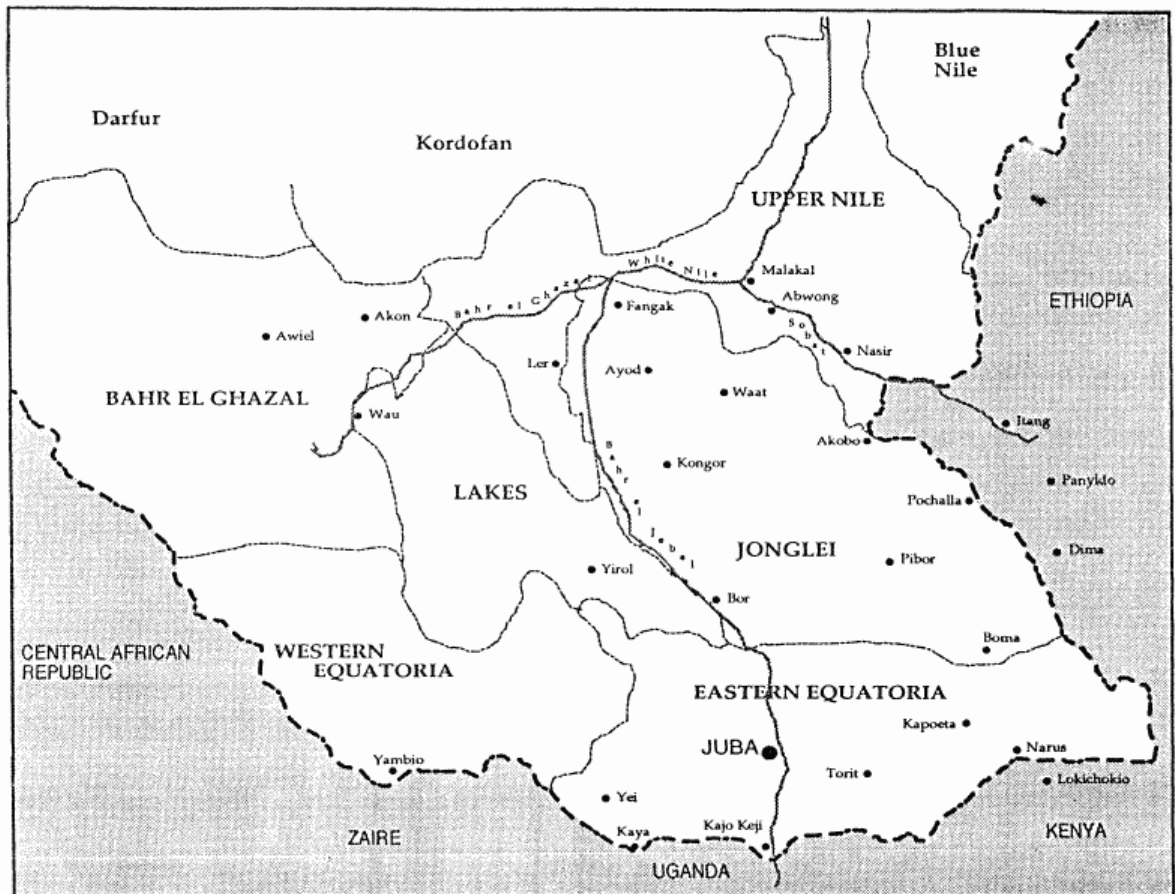 Blue
Nile
Darfur
Kordofan
UPPER NILE
White Nile
Malakal
Bahr el Ghazal
ETHIOPIA
Fangak
Abwong
Akon
Sobat
Awiel
Nasir
Ler
Ayod
Waat
BAHR EL GHAZAL
Wau
Itang
Akobo
Bahr el Jebel
Kongor
Panyklo
LAKES
Pochalla
JONGLEI
Dima
Yirol
Pibor
Bor
CENTRAL AFRICAN
REPUBLIC
WESTERN
EQUATORIA
Boma
EASTERN EQUATORIA
Kapoeta
JUBA
Narus
Yambio
Torit
Lokichokio
Yei
ZAIRE
Kaya
Kajo Keji
KENYA
UGANDA